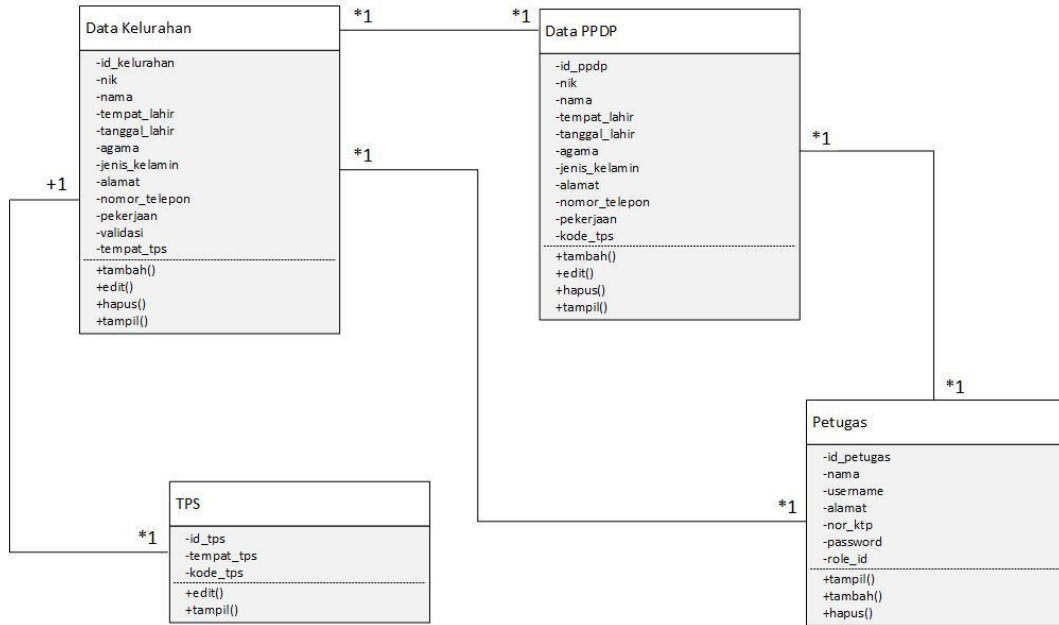 *1
*1
Data Kelurahan
-id_kelurahan
-nik
-nama
-tempat_lahir
-tanggal_lahir
-agama
-jenis_kelamin
-alamat
-nomor_telepon
-pekerjaan
-validasi
-tempat_tps
+tambah()
+edit()
+hapus()
+tampil()
Data PPDP
-id_ppdp
-nik
-nama
-tempat_lahir
-tanggal_lahir
-agama
-jenis_kelamin
-alamat
-nomor_telepon
-pekerjaan
-kode_tps
+tambah()
+edit()
+hapus()
+tampil()
*1
*1
+1
*1
*1
*1
TPS
-id_tps
-tempat_tps
-kode_tps
+edit()
+tampil()
Petugas
-id_petugas
-nama
-username
-alamat
-nor_ktp
-password
-role_id
+tampil()
+tambah()
+hapus()